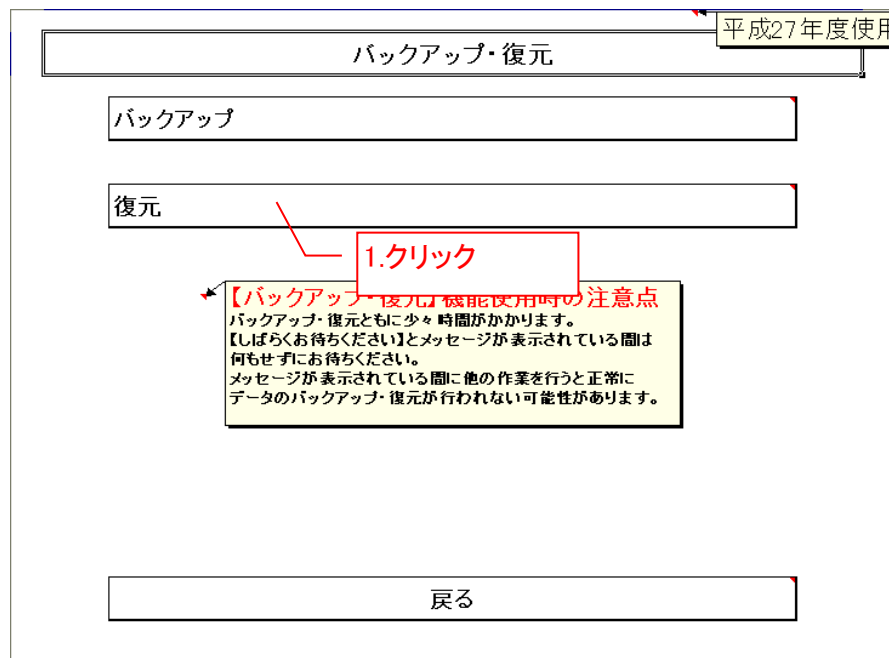 平成27年度使用
バックアップ・復元
バックアップ
復元
1.クリック
【バックアップ・復元】機能使用時の注意点
バックアップ・復元ともに少々時間がかかります。
【しばらくお待ちください】とメッセージが表示されている間は
何もせずにお待ちください。
メッセージが表示されている間に他の作業を行うと正常に
データのバックアップ・復元が行われない可能性があります。
戻る